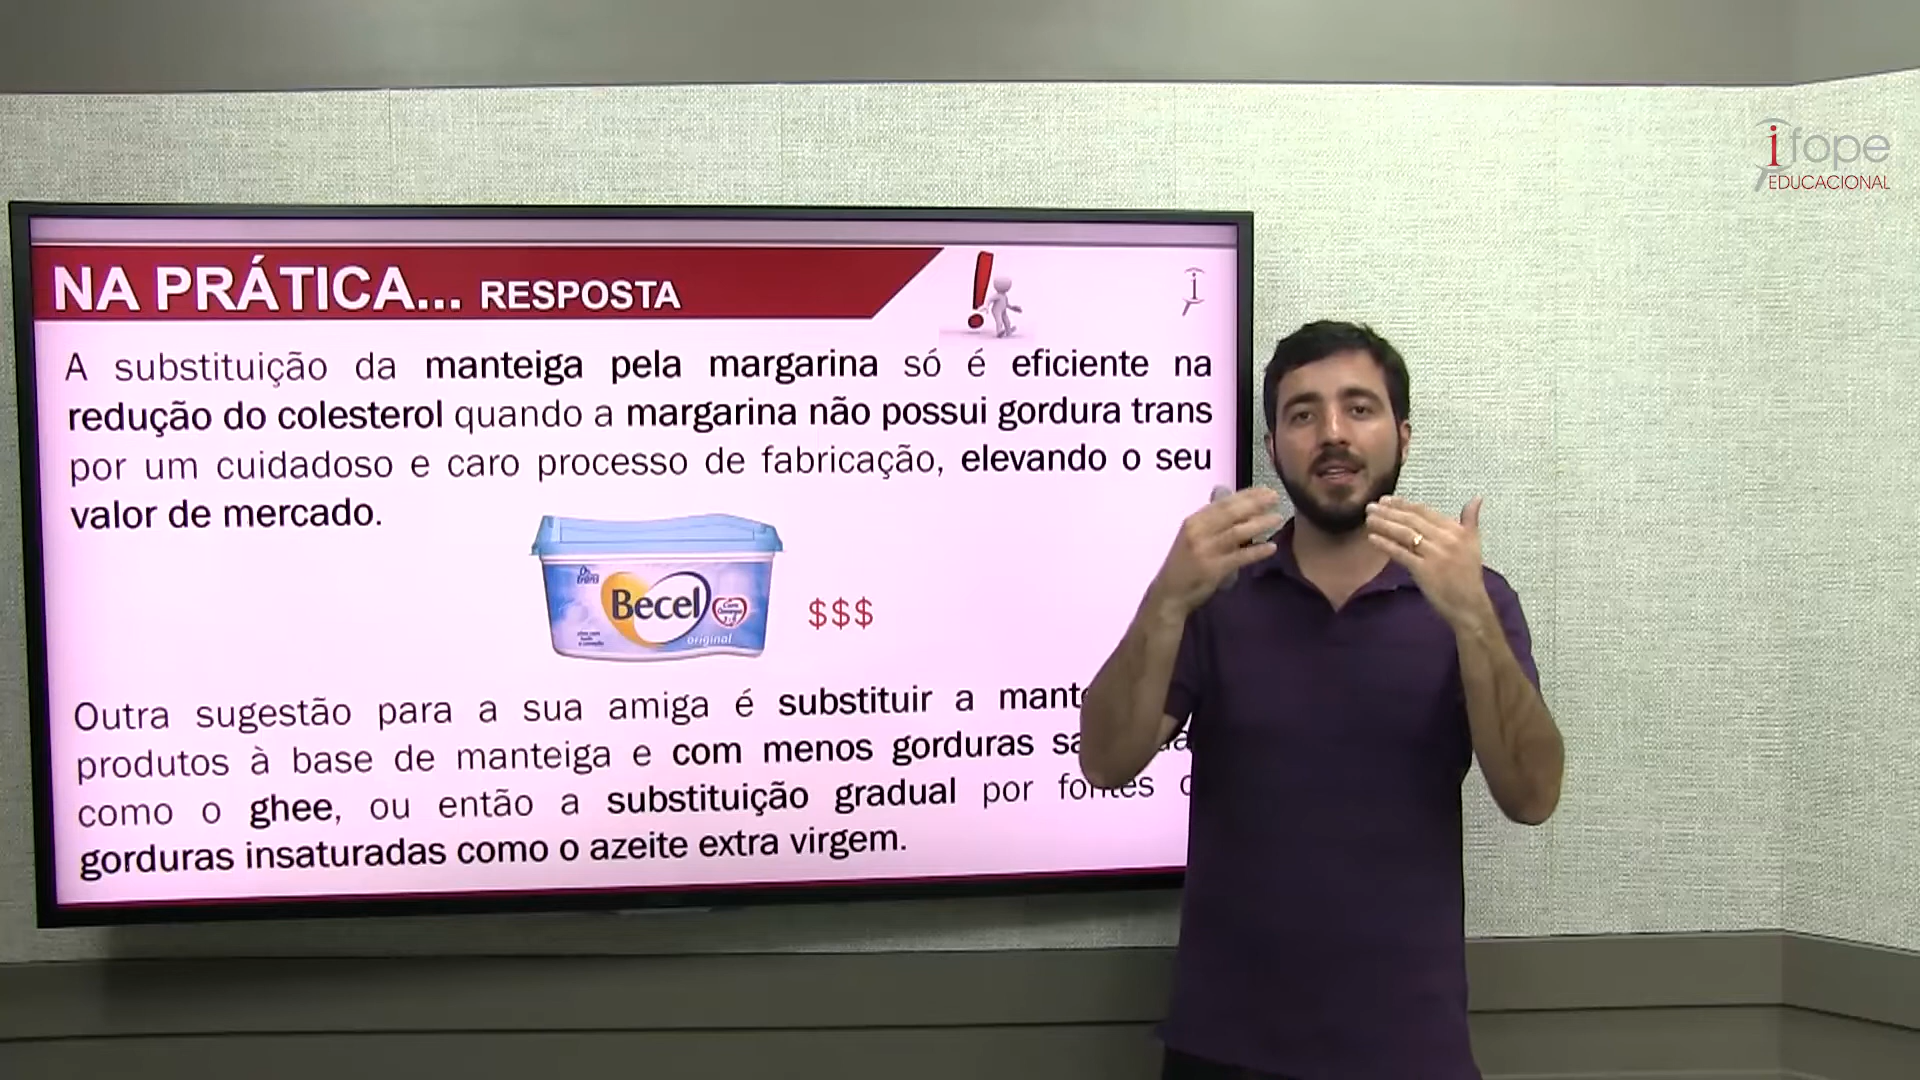 ifope
EDUCACIONAL
NA PRÁTICA... RESPOSTA
A substituição da manteiga pela margarina só é eficiente na
redução do colesterol quando a margarina não possui gordura trans
por um cuidadoso e caro processo de fabricação, elevando o seu
valor de mercado.
Becel
original
$$$
Outra sugestão para a sua amiga é substituir a
produtos à base de manteiga e com menos gorduras
como o ghee, ou então a substituição gradual por fontes
gorduras insaturadas como o azeite extra virgem.